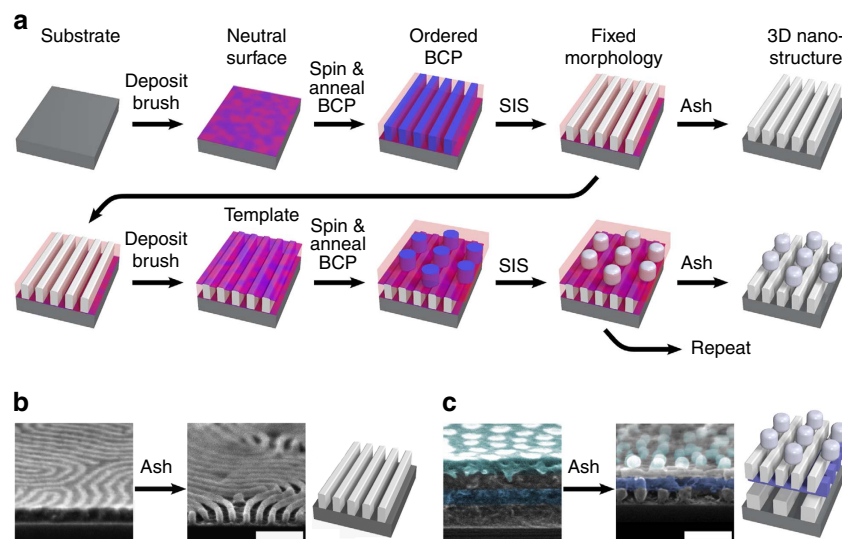 a
Substrate
Deposit
brush
Neutral
surface
Spin &
anneal
BCP
Ordered
BCP
SIS
Fixed
morphology
Ash
3D nano-
structure
Deposit
brush
Template
Spin &
anneal
BCP
SIS
Ash
Repeat
b
Ash
c
Ash